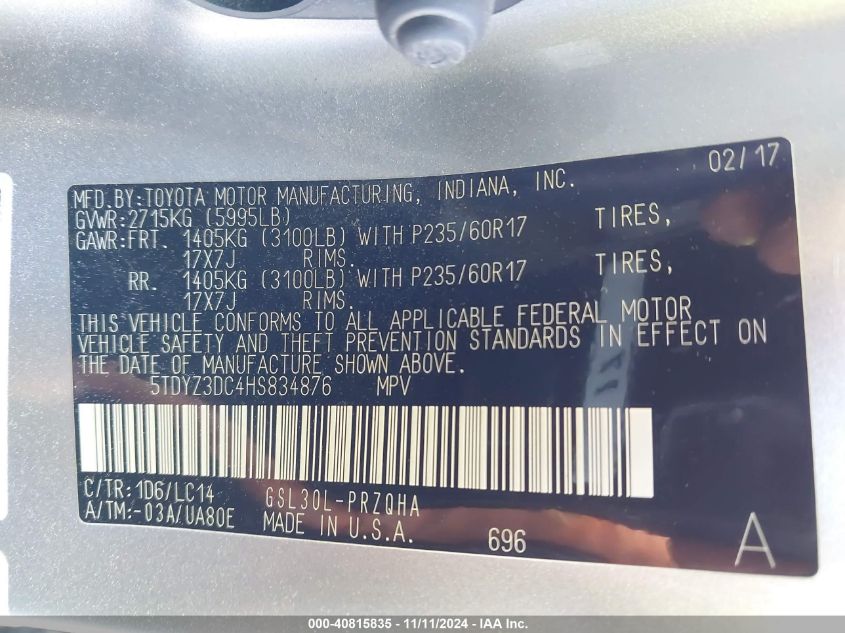 02/17
MFD.BY:TOYOTA MOTOR MANUFACTURING, INDIANA, INC.
GVWR:2715KG (5995LB)
GAWR:FRT. 1405KG (3100LB) WITH P235/60R17 TIRES,
17X7J RIMS.
RR. 1405KG (3100LB) WITH P235/60R17 TIRES,
17X7J RIMS.
THIS VEHICLE CONFORMS TO ALL APPLICABLE FEDERAL MOTOR
VEHICLE SAFETY AND THEFT PREVENTION STANDARDS IN EFFECT ON
THE DATE OF MANUFACTURE SHOWN ABOVE.
5TDYZ3DC4HS834876 MPV
C/TR:1D6/LC14 GSL30L-PRZQHA
A/TM:-03A/UA80E MADE IN U.S.A. 696 A
000-40815835 - 11/11/2024 - IAA Inc.